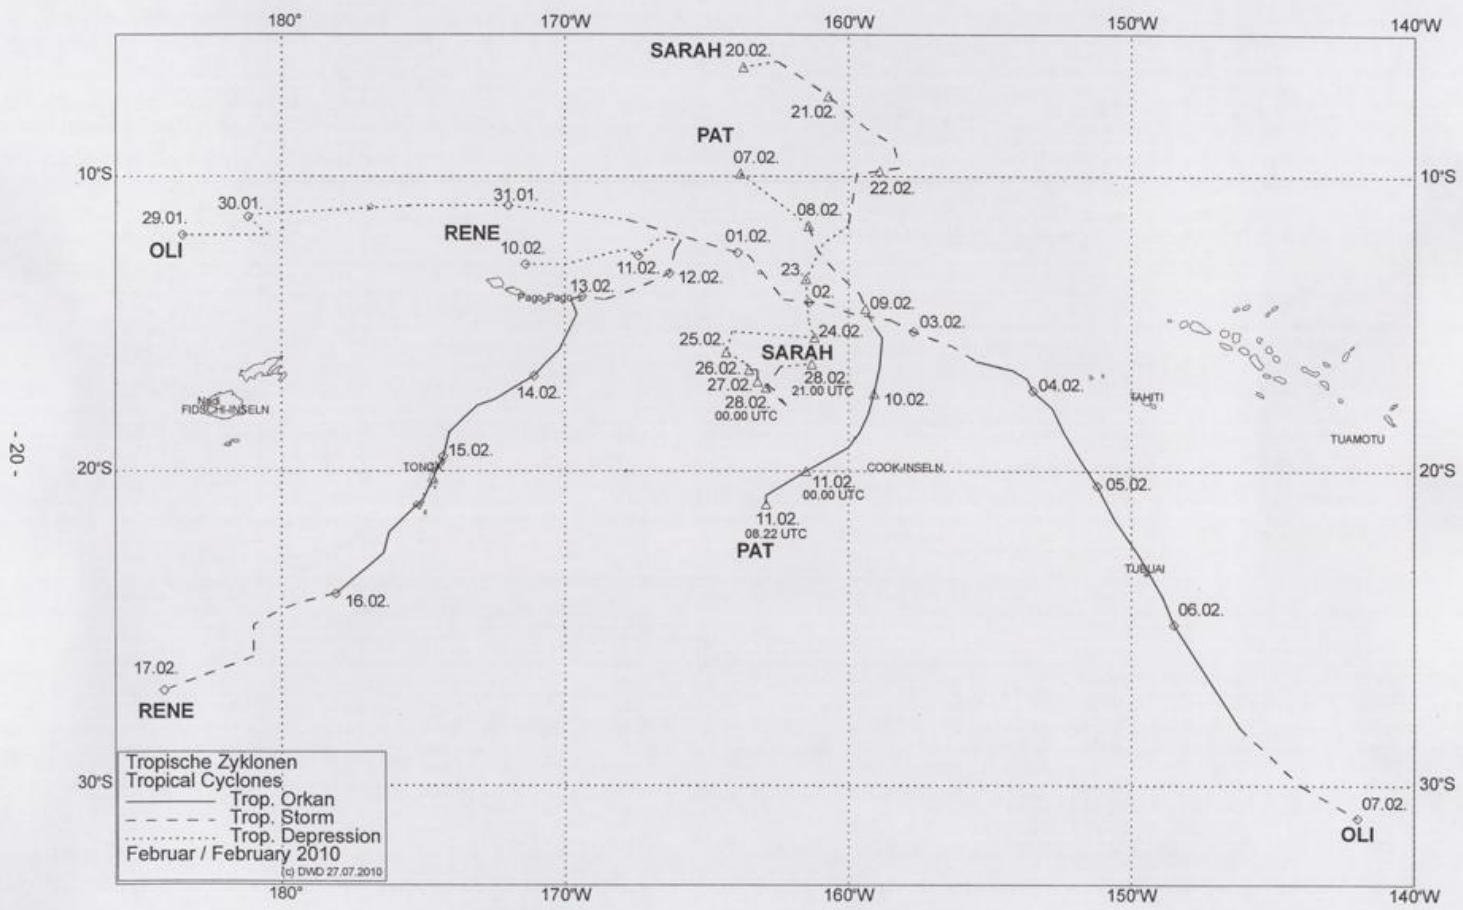 180°
170°W
160°W
150°W
140°W
SARAH 20.02.
21.02.
PAT
07.02.
10°S
10°S
22.02.
31.01.
30.01.
29.01.
OLI
RENE
10.02.
08.02.
01.02.
11.02.
12.02.
23.
13.02.
Pago-Pago
02.
09.02.
03.02.
24.02.
25.02.
SARAH
26.02.
27.02.
28.02.
21.00 UTC
28.02.
00.00 UTC
14.02.
10.02.
04.02.
TAHITI
FIDSCHI-INSELN
TUAMOTU
15.02.
20°S
20°S
COOK-INSELN
11.02.
00.00 UTC
05.02.
11.02.
08.22 UTC
PAT
TUBUAI
16.02.
06.02.
17.02.
RENE
30°S
30°S
07.02.
OLI
Tropische Zyklonen
Tropical Cyclones
Trop. Orkan
Trop. Storm
Trop. Depression
Februar / February 2010
(c) DWD 27.07.2010
180°
170°W
160°W
150°W
140°W
- 20 -